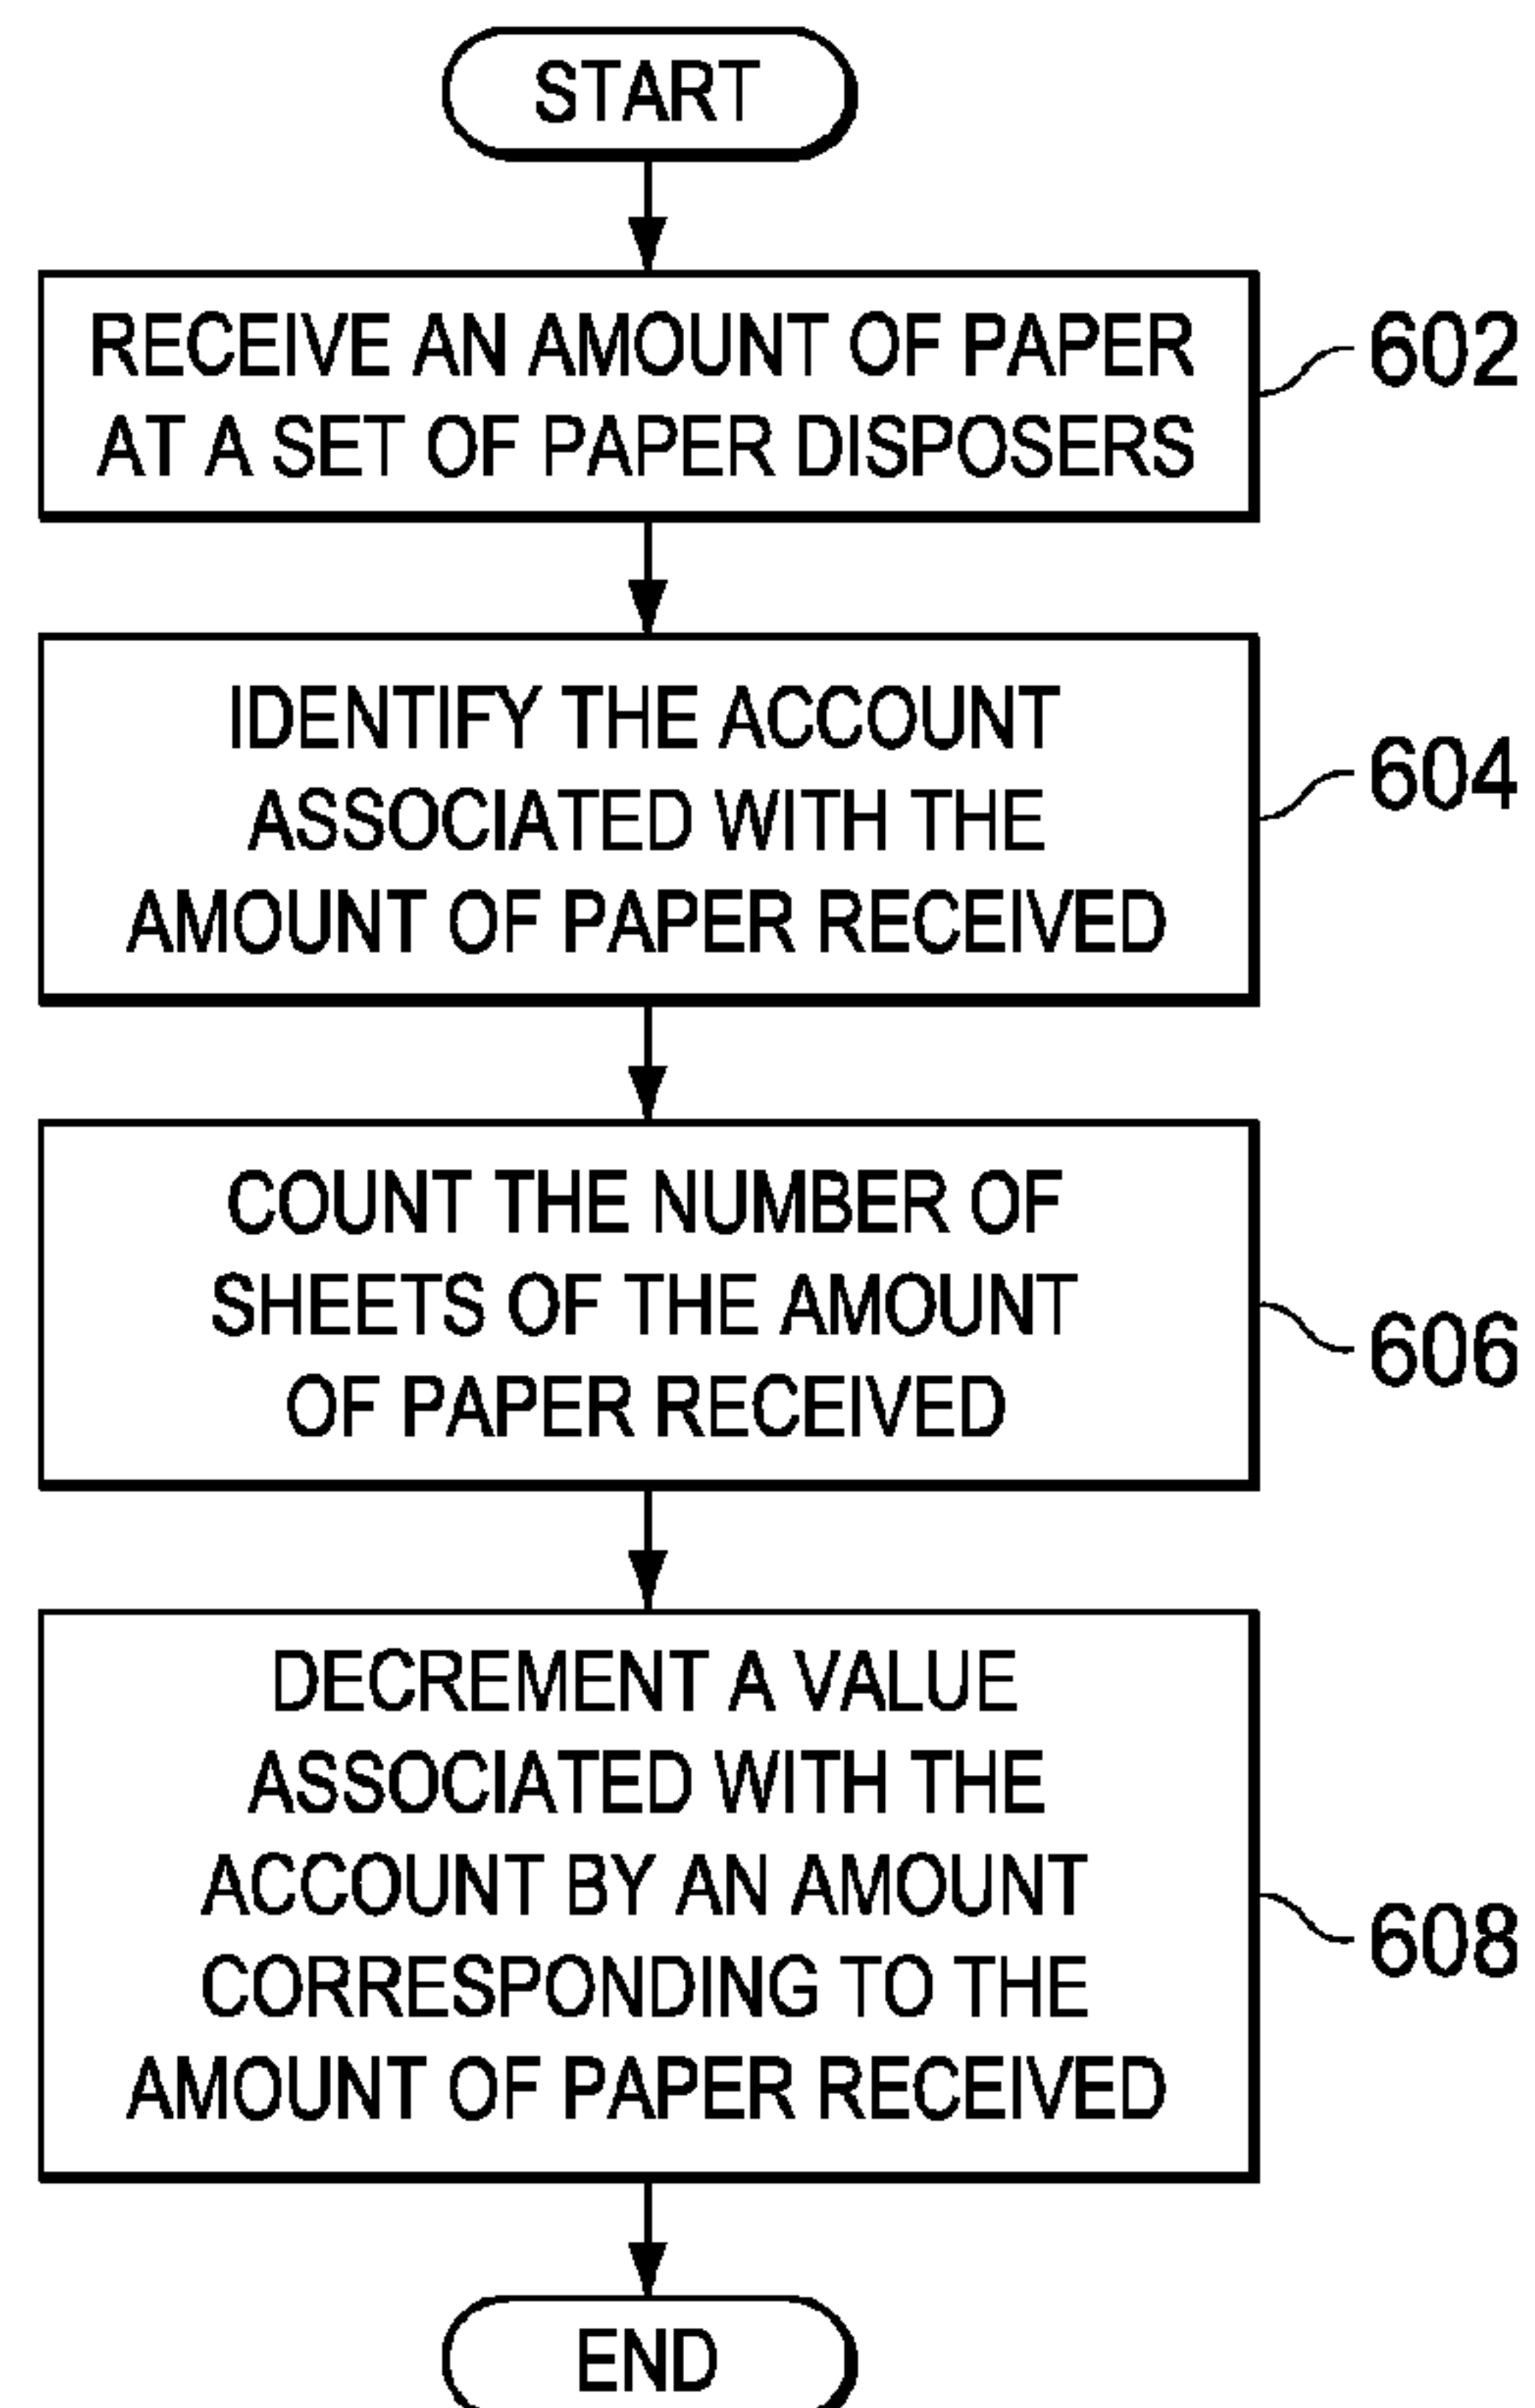 START
RECEIVE AN AMOUNT OF PAPER
AT A SET OF PAPER DISPOSERS
602
IDENTIFY THE ACCOUNT
ASSOCIATED WITH THE
AMOUNT OF PAPER RECEIVED
604
COUNT THE NUMBER OF
SHEETS OF THE AMOUNT
OF PAPER RECEIVED
606
DECREMENT A VALUE
ASSOCIATED WITH THE
ACCOUNT BY AN AMOUNT
CORRESPONDING TO THE
AMOUNT OF PAPER RECEIVED
608
END